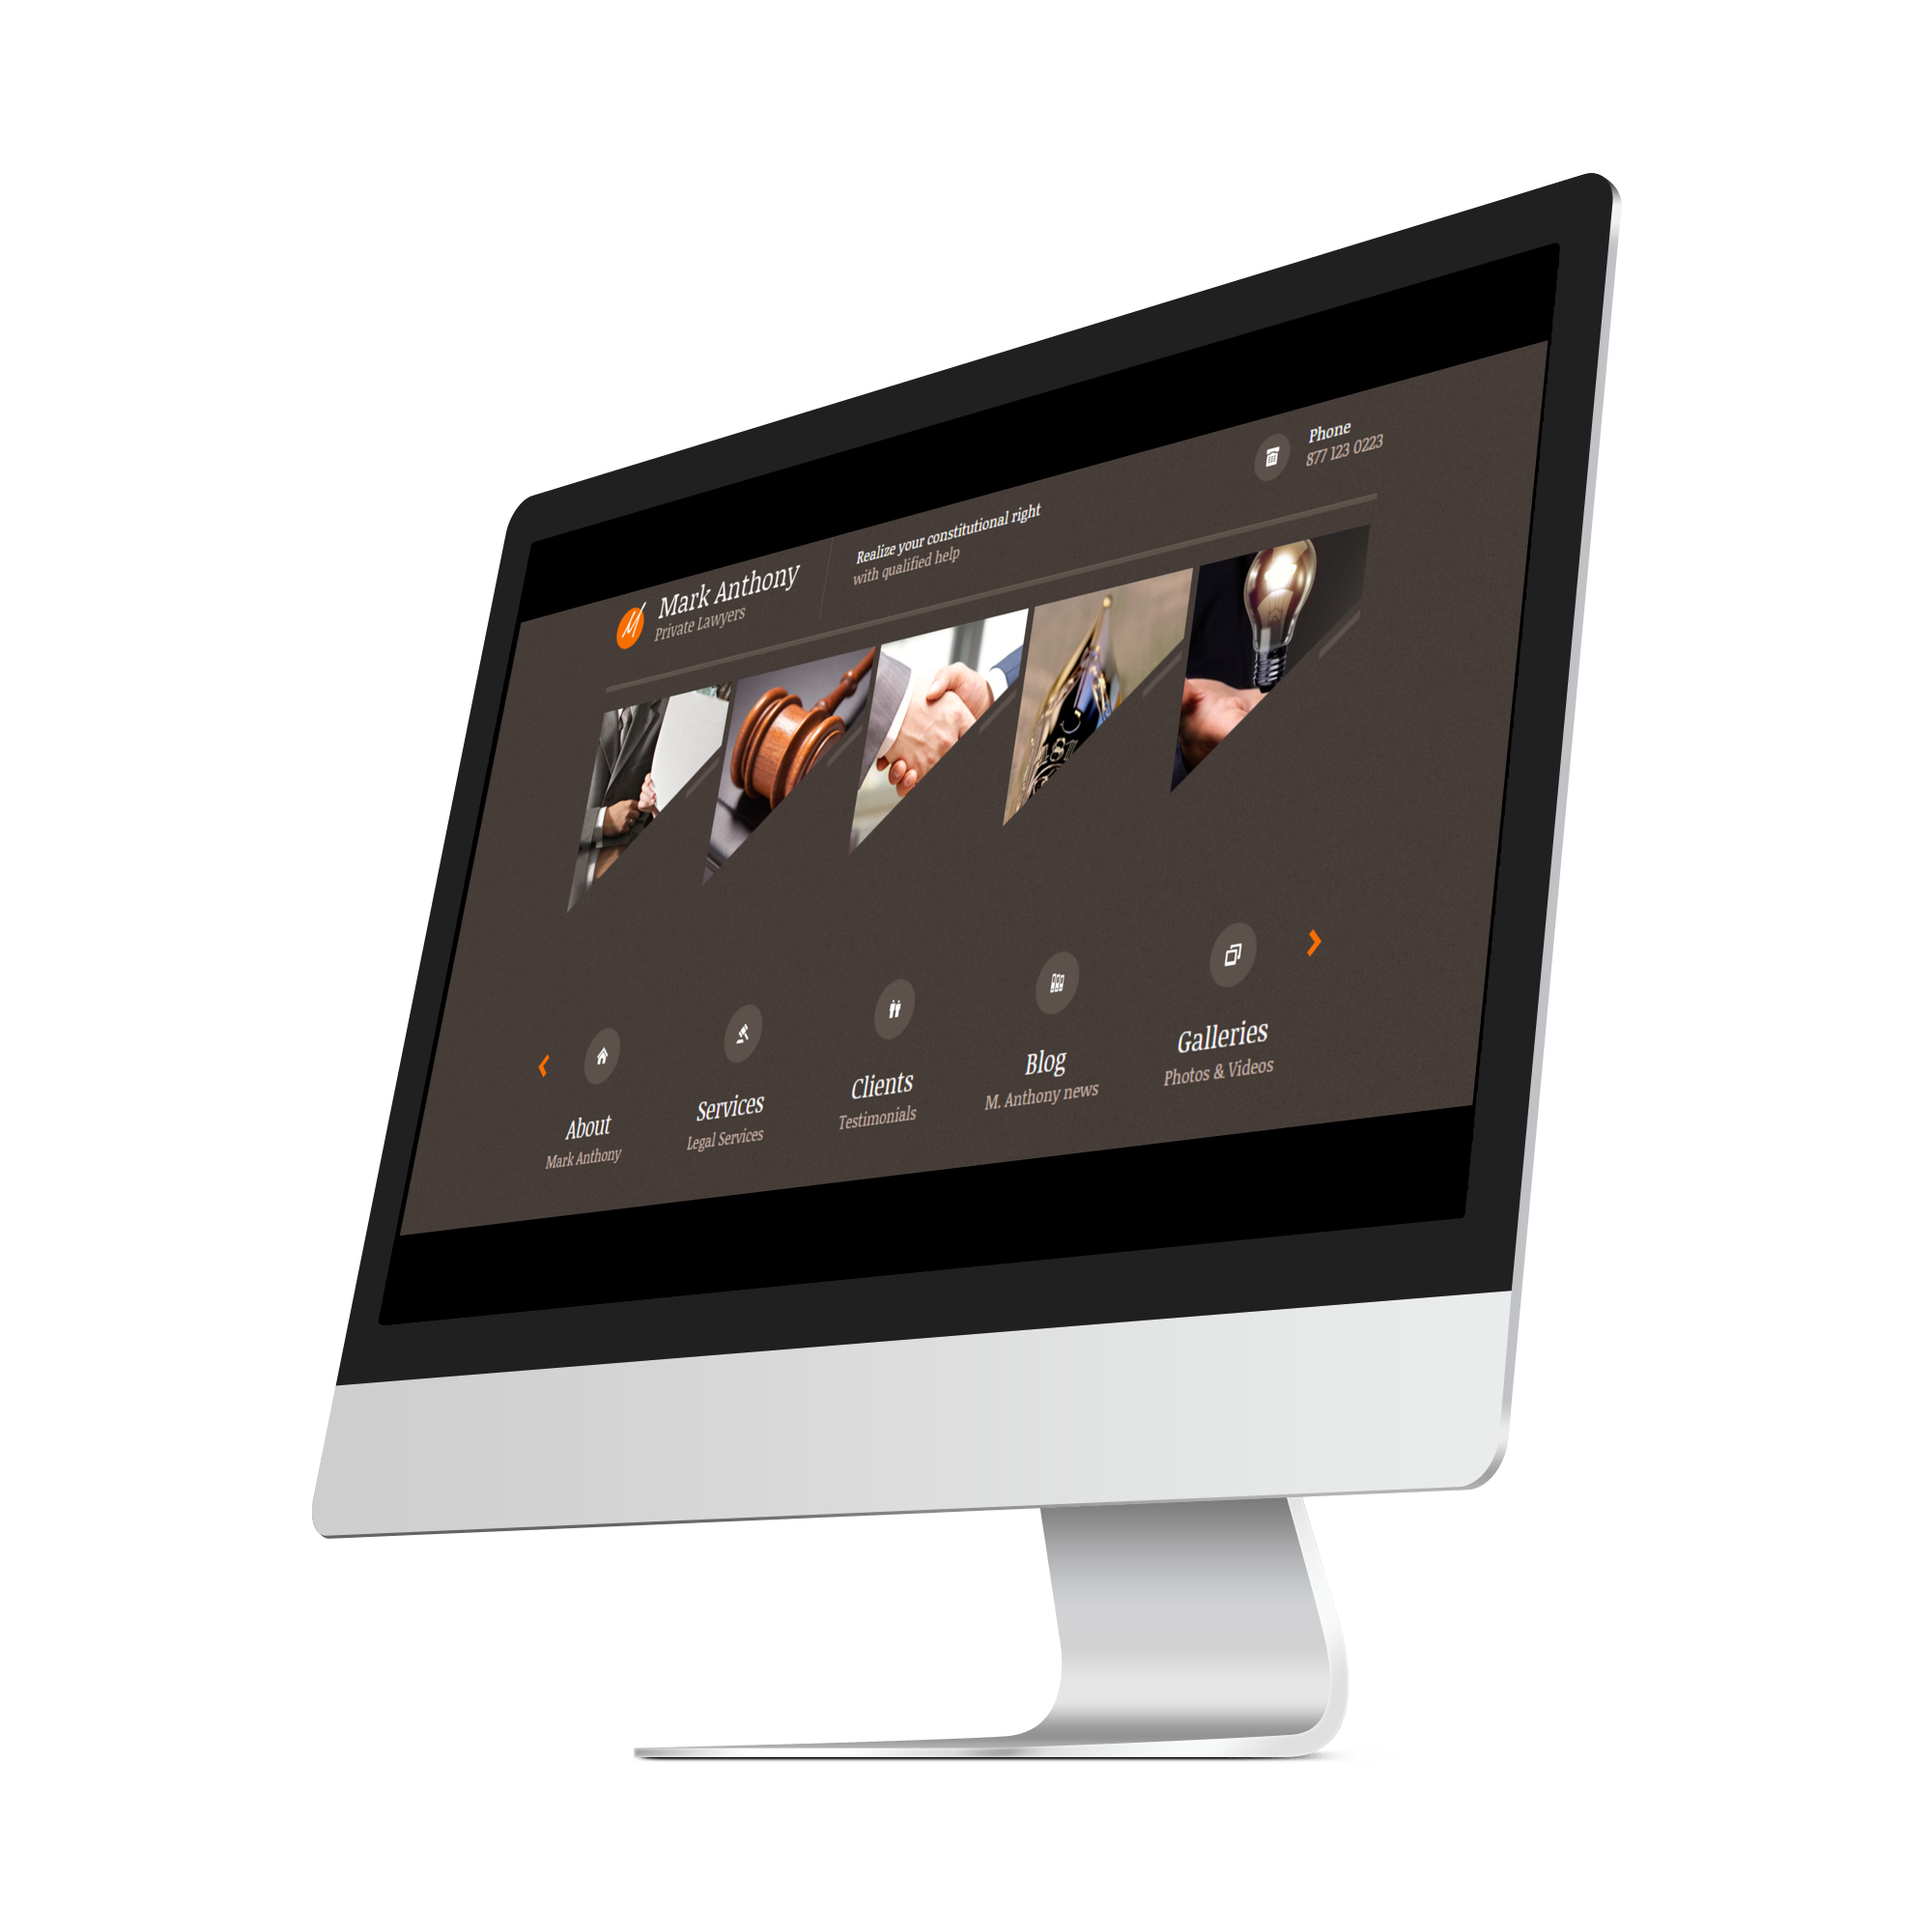 Mark Anthony
Private Lawyers
Realize your constitutional right
with qualified help
Phone
877 123 0223
About
Mark Anthony
Services
Legal Services
Clients
Testimonials
Blog
M. Anthony news
Galleries
Photos & Videos